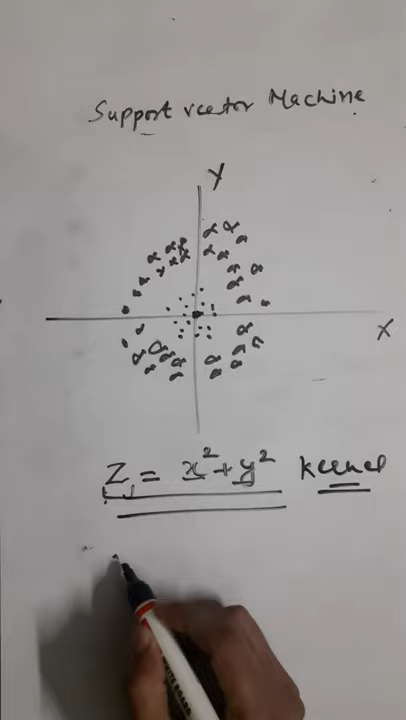 Support vector Machine
Y
X
Z = x² + y² kernel